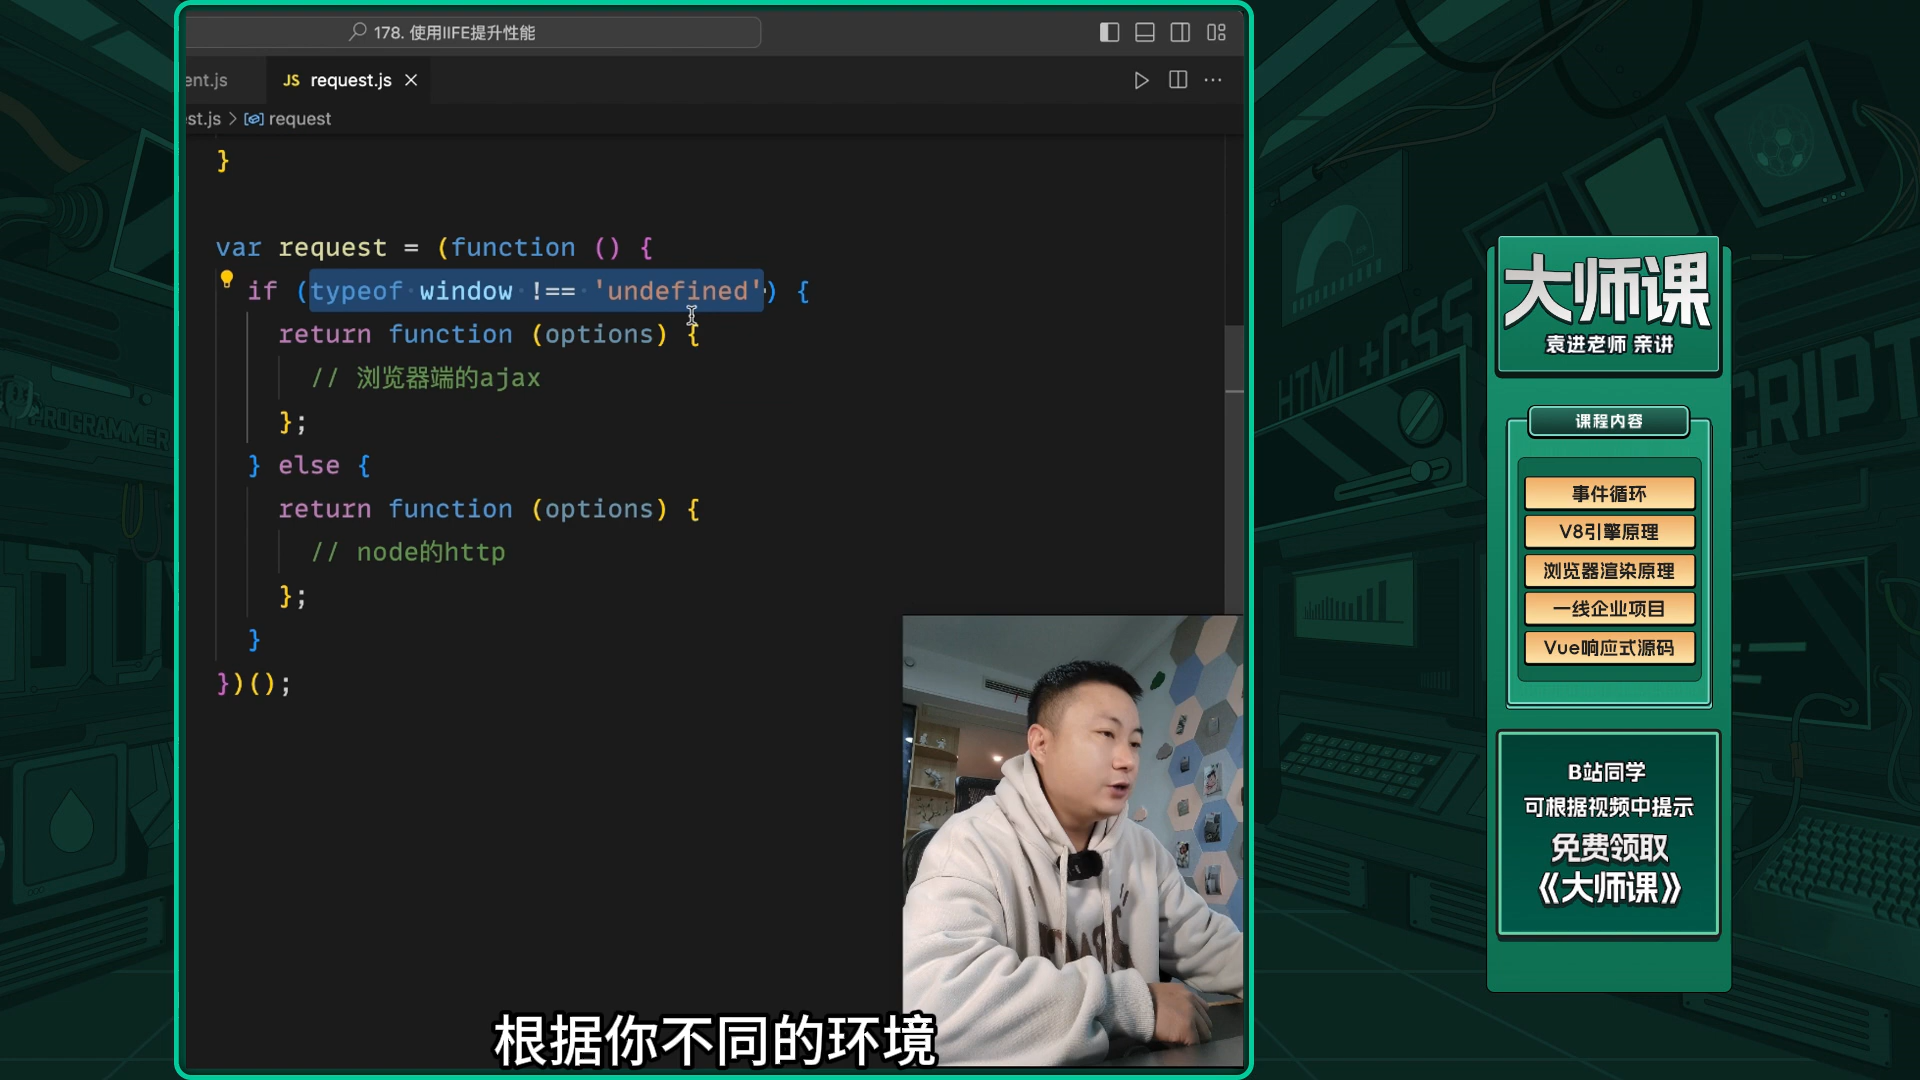 178. 使用IIFE提升性能
ent.js
JS request.js
est.js > request
}
var request = (function () {
if (typeof window !== 'undefined') {
return function (options) {
// 浏览器端的ajax
};
} else {
return function (options) {
// node的http
};
}
})();
根据你不同的环境
大师课
袁进老师 亲讲
课程内容
事件循环
V8引擎原理
浏览器渲染原理
一线企业项目
Vue响应式源码
B站同学
可根据视频中提示
免费领取
《大师课》
PROGRAMMER
HTML+CSS